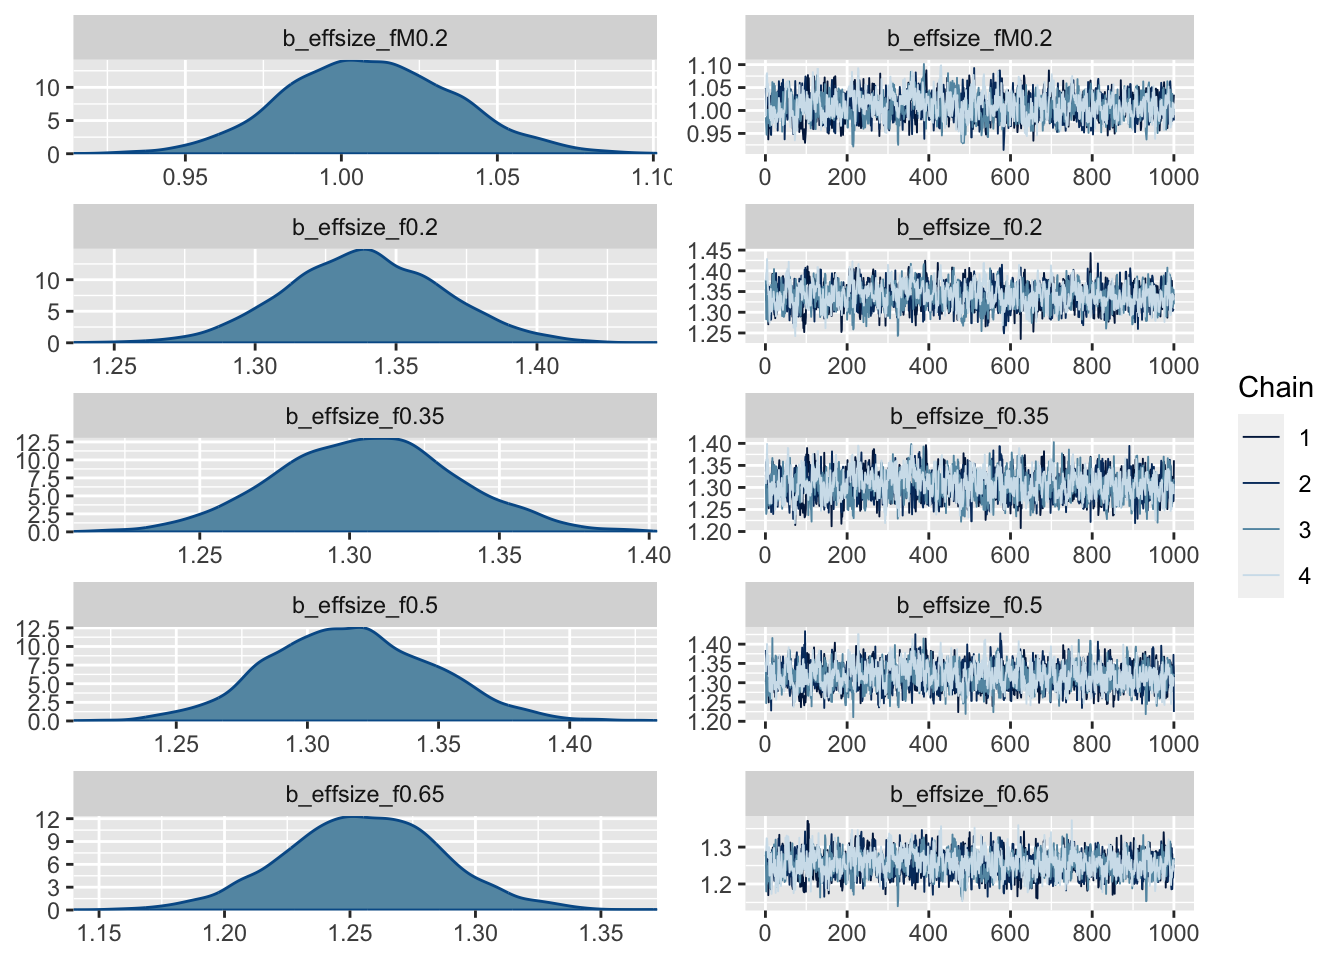 b_effsize_fM0.2
10
5
0
0.95 1.00 1.05 1.10
b_effsize_fM0.2
1.10
1.05
1.00
0.95
0 200 400 600 800 1000
b_effsize_f0.2
10
5
0
1.25 1.30 1.35 1.40
b_effsize_f0.2
1.45
1.40
1.35
1.30
1.25
0 200 400 600 800 1000
b_effsize_f0.35
12.5
10.0
7.5
5.0
2.5
0.0
1.25 1.30 1.35 1.40
b_effsize_f0.35
1.40
1.35
1.30
1.25
1.20
0 200 400 600 800 1000
b_effsize_f0.5
12.5
10.0
7.5
5.0
2.5
0.0
1.25 1.30 1.35 1.40
b_effsize_f0.5
1.40
1.35
1.30
1.25
1.20
0 200 400 600 800 1000
b_effsize_f0.65
12
9
6
3
0
1.15 1.20 1.25 1.30 1.35
b_effsize_f0.65
1.3
1.2
0 200 400 600 800 1000
Chain
1
2
3
4